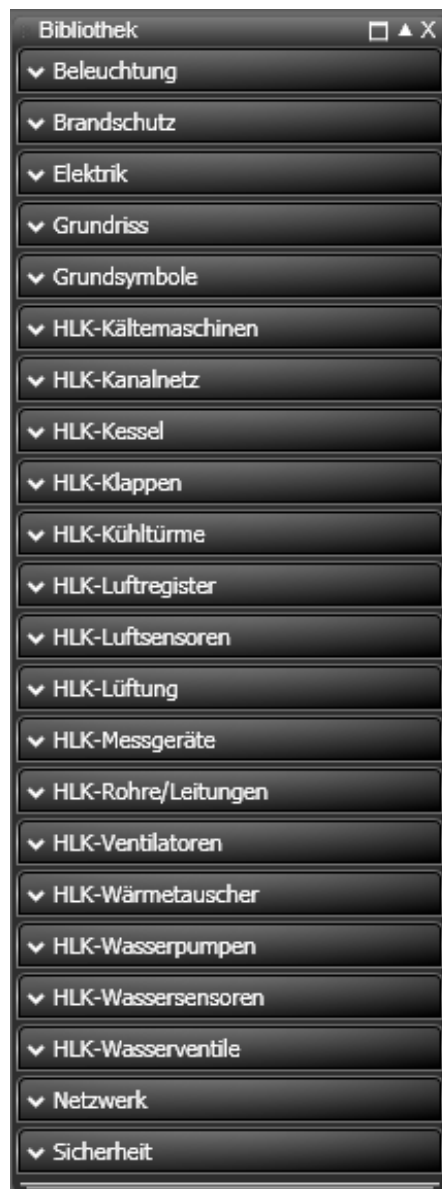 Bibliothek
Beleuchtung
Brandschutz
Elektrik
Grundriss
Grundsymbole
HLK-Kältemaschinen
HLK-Kanalnetz
HLK-Kessel
HLK-Klappen
HLK-Kühltürme
HLK-Luftregister
HLK-Luftsensoren
HLK-Lüftung
HLK-Messgeräte
HLK-Rohre/Leitungen
HLK-Ventilatoren
HLK-Wärmetauscher
HLK-Wasserpumpen
HLK-Wassersensoren
HLK-Wasserventile
Netzwerk
Sicherheit